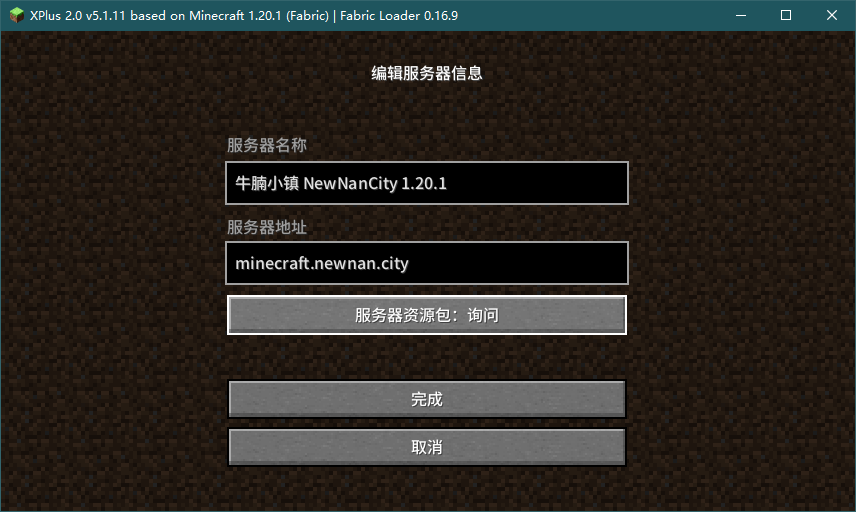 XPlus 2.0 v5.1.11 based on Minecraft 1.20.1 (Fabric) | Fabric Loader 0.16.9
编辑服务器信息
服务器名称
牛腩小镇 NewNanCity 1.20.1
服务器地址
minecraft.newnan.city
服务器资源包：询问
完成
取消